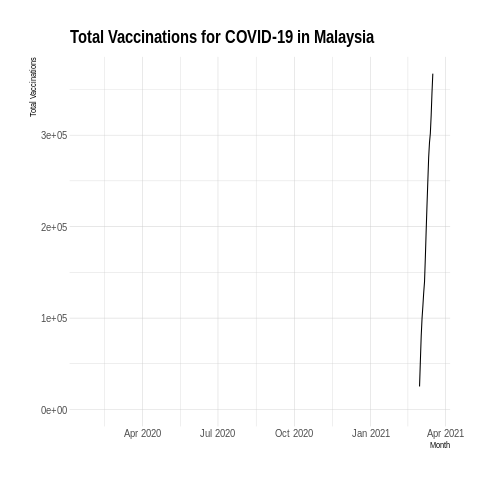 Total Vaccinations for COVID-19 in Malaysia
Total Vaccinations
3e+05
2e+05
1e+05
0e+00
Apr 2020 Jul 2020 Oct 2020 Jan 2021 Apr 2021
Month